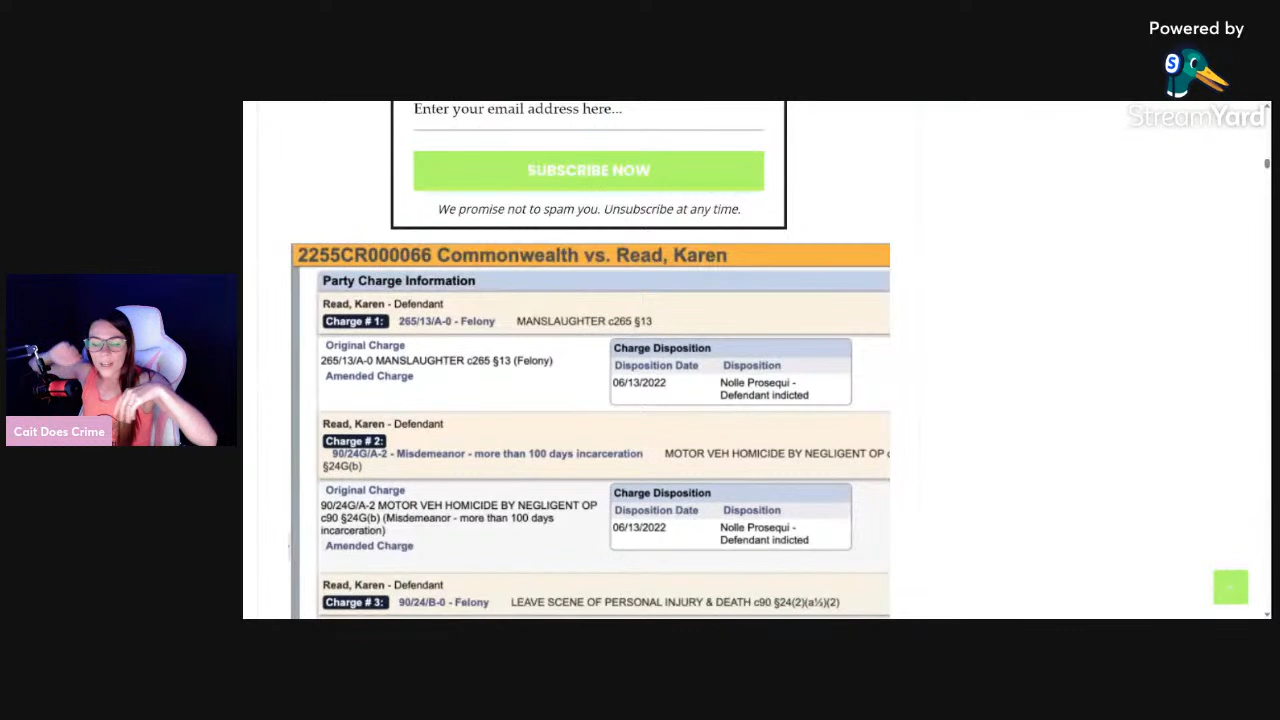 Powered by
S
StreamYard
Enter your email address here...
SUBSCRIBE NOW
We promise not to spam you. Unsubscribe at any time.
2255CR000066 Commonwealth vs. Read, Karen
Party Charge Information
Read, Karen - Defendant
Charge # 1: 265/13/A-0 - Felony MANSLAUGHTER c265 §13
Original Charge
265/13/A-0 MANSLAUGHTER c265 §13 (Felony)
Amended Charge
Charge Disposition
Disposition Date Disposition
06/13/2022 Nolle Prosequi -
Defendant indicted
Read, Karen - Defendant
Charge # 2:
90/24G/A-2 - Misdemeanor - more than 100 days incarceration MOTOR VEH HOMICIDE BY NEGLIGENT OP c
§24G(b)
Original Charge
90/24G/A-2 MOTOR VEH HOMICIDE BY NEGLIGENT OP
c90 §24G(b) (Misdemeanor - more than 100 days
incarceration)
Amended Charge
Charge Disposition
Disposition Date Disposition
06/13/2022 Nolle Prosequi -
Defendant indicted
Read, Karen - Defendant
Charge # 3: 90/24/B-0 - Felony LEAVE SCENE OF PERSONAL INJURY & DEATH c90 §24(2)(a½)(2)
Cait Does Crime